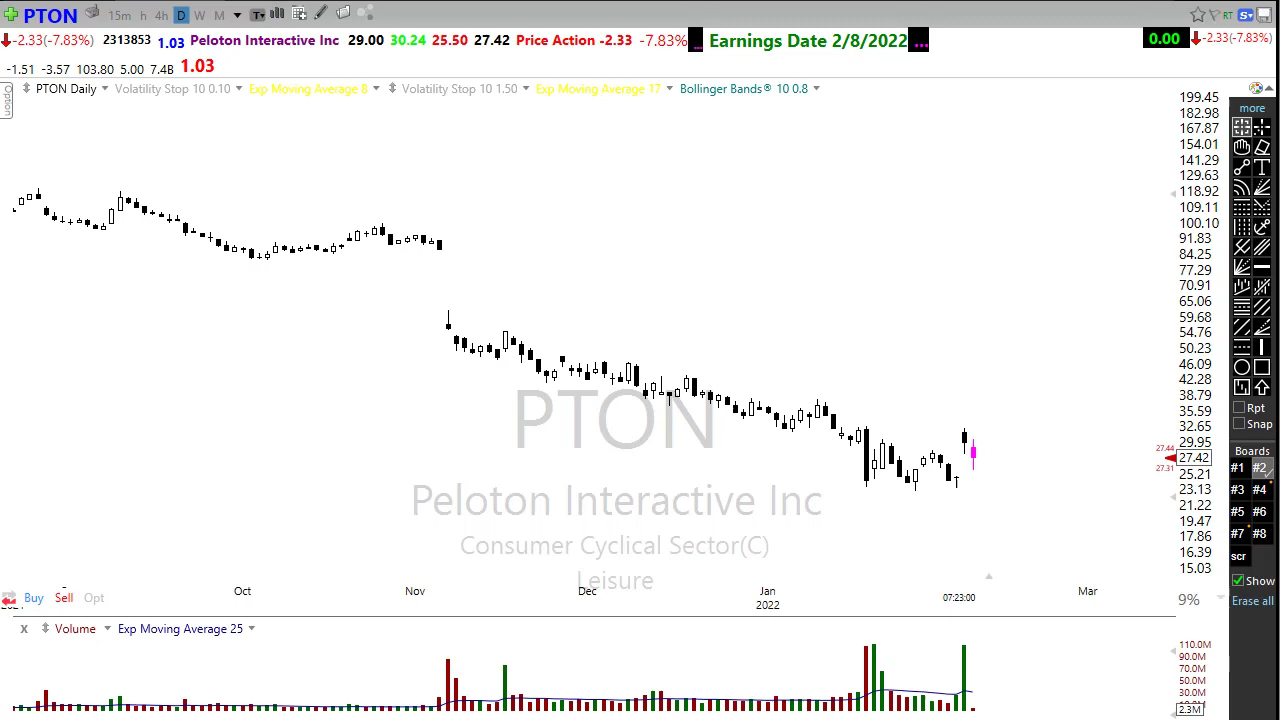 PTON 15m h 4h D W M T RT S
-2.33(-7.83%) 2313853 1.03 Peloton Interactive Inc 29.00 30.24 25.50 27.42 Price Action -2.33 -7.83% ... Earnings Date 2/8/2022 ... 0.00 -2.33(-7.83%)
-1.51 -3.57 103.80 5.00 7.4B 1.03
Option
PTON Daily Volatility Stop 10 0.10 Exp Moving Average 8 Volatility Stop 10 1.50 Exp Moving Average 17 Bollinger Bands® 10 0.8
199.45
182.98
167.87
154.01
141.29
129.63
118.92
109.11
100.10
91.83
84.25
77.29
70.91
65.06
59.68
54.76
50.23
46.09
42.28
38.79
35.59
32.65
29.95
27.44
27.42
27.31
25.21
23.13
21.22
19.47
17.86
16.39
15.03
9%
PTON
Peloton Interactive Inc
Consumer Cyclical Sector(C)
Leisure
Oct Nov Dec Jan Mar
2022 07:23:00
Buy Sell Opt
X Volume Exp Moving Average 25
110.0M
90.0M
70.0M
50.0M
30.0M
2.3M
more
T
Rpt
Snap
Boards
#1 #2
#3 #4
#5 #6
#7 #8
scr
Show
Erase all